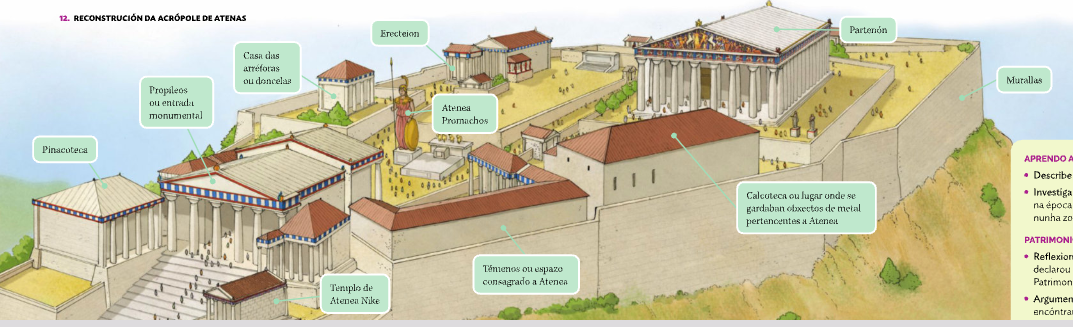 12. RECONSTRUCIÓN DA ACRÓPOLE DE ATENAS
Erecteion
Partenón
Casa das
arréforas
ou doncelas
Murallas
Propileos
ou entrada
monumental
Atenea
Promachos
Pinacoteca
Calcoteca ou lugar onde se
gardaban obxectos de metal
pertencentes a Atenea
Témenos ou espazo
consagrado a Atenea
Templo de
Atenea Nike
APRENDO A
Describe
Investiga
na época
nunha zo
PATRIMONI
Reflexion
declarou
Patrimon
Argumen
encóntra